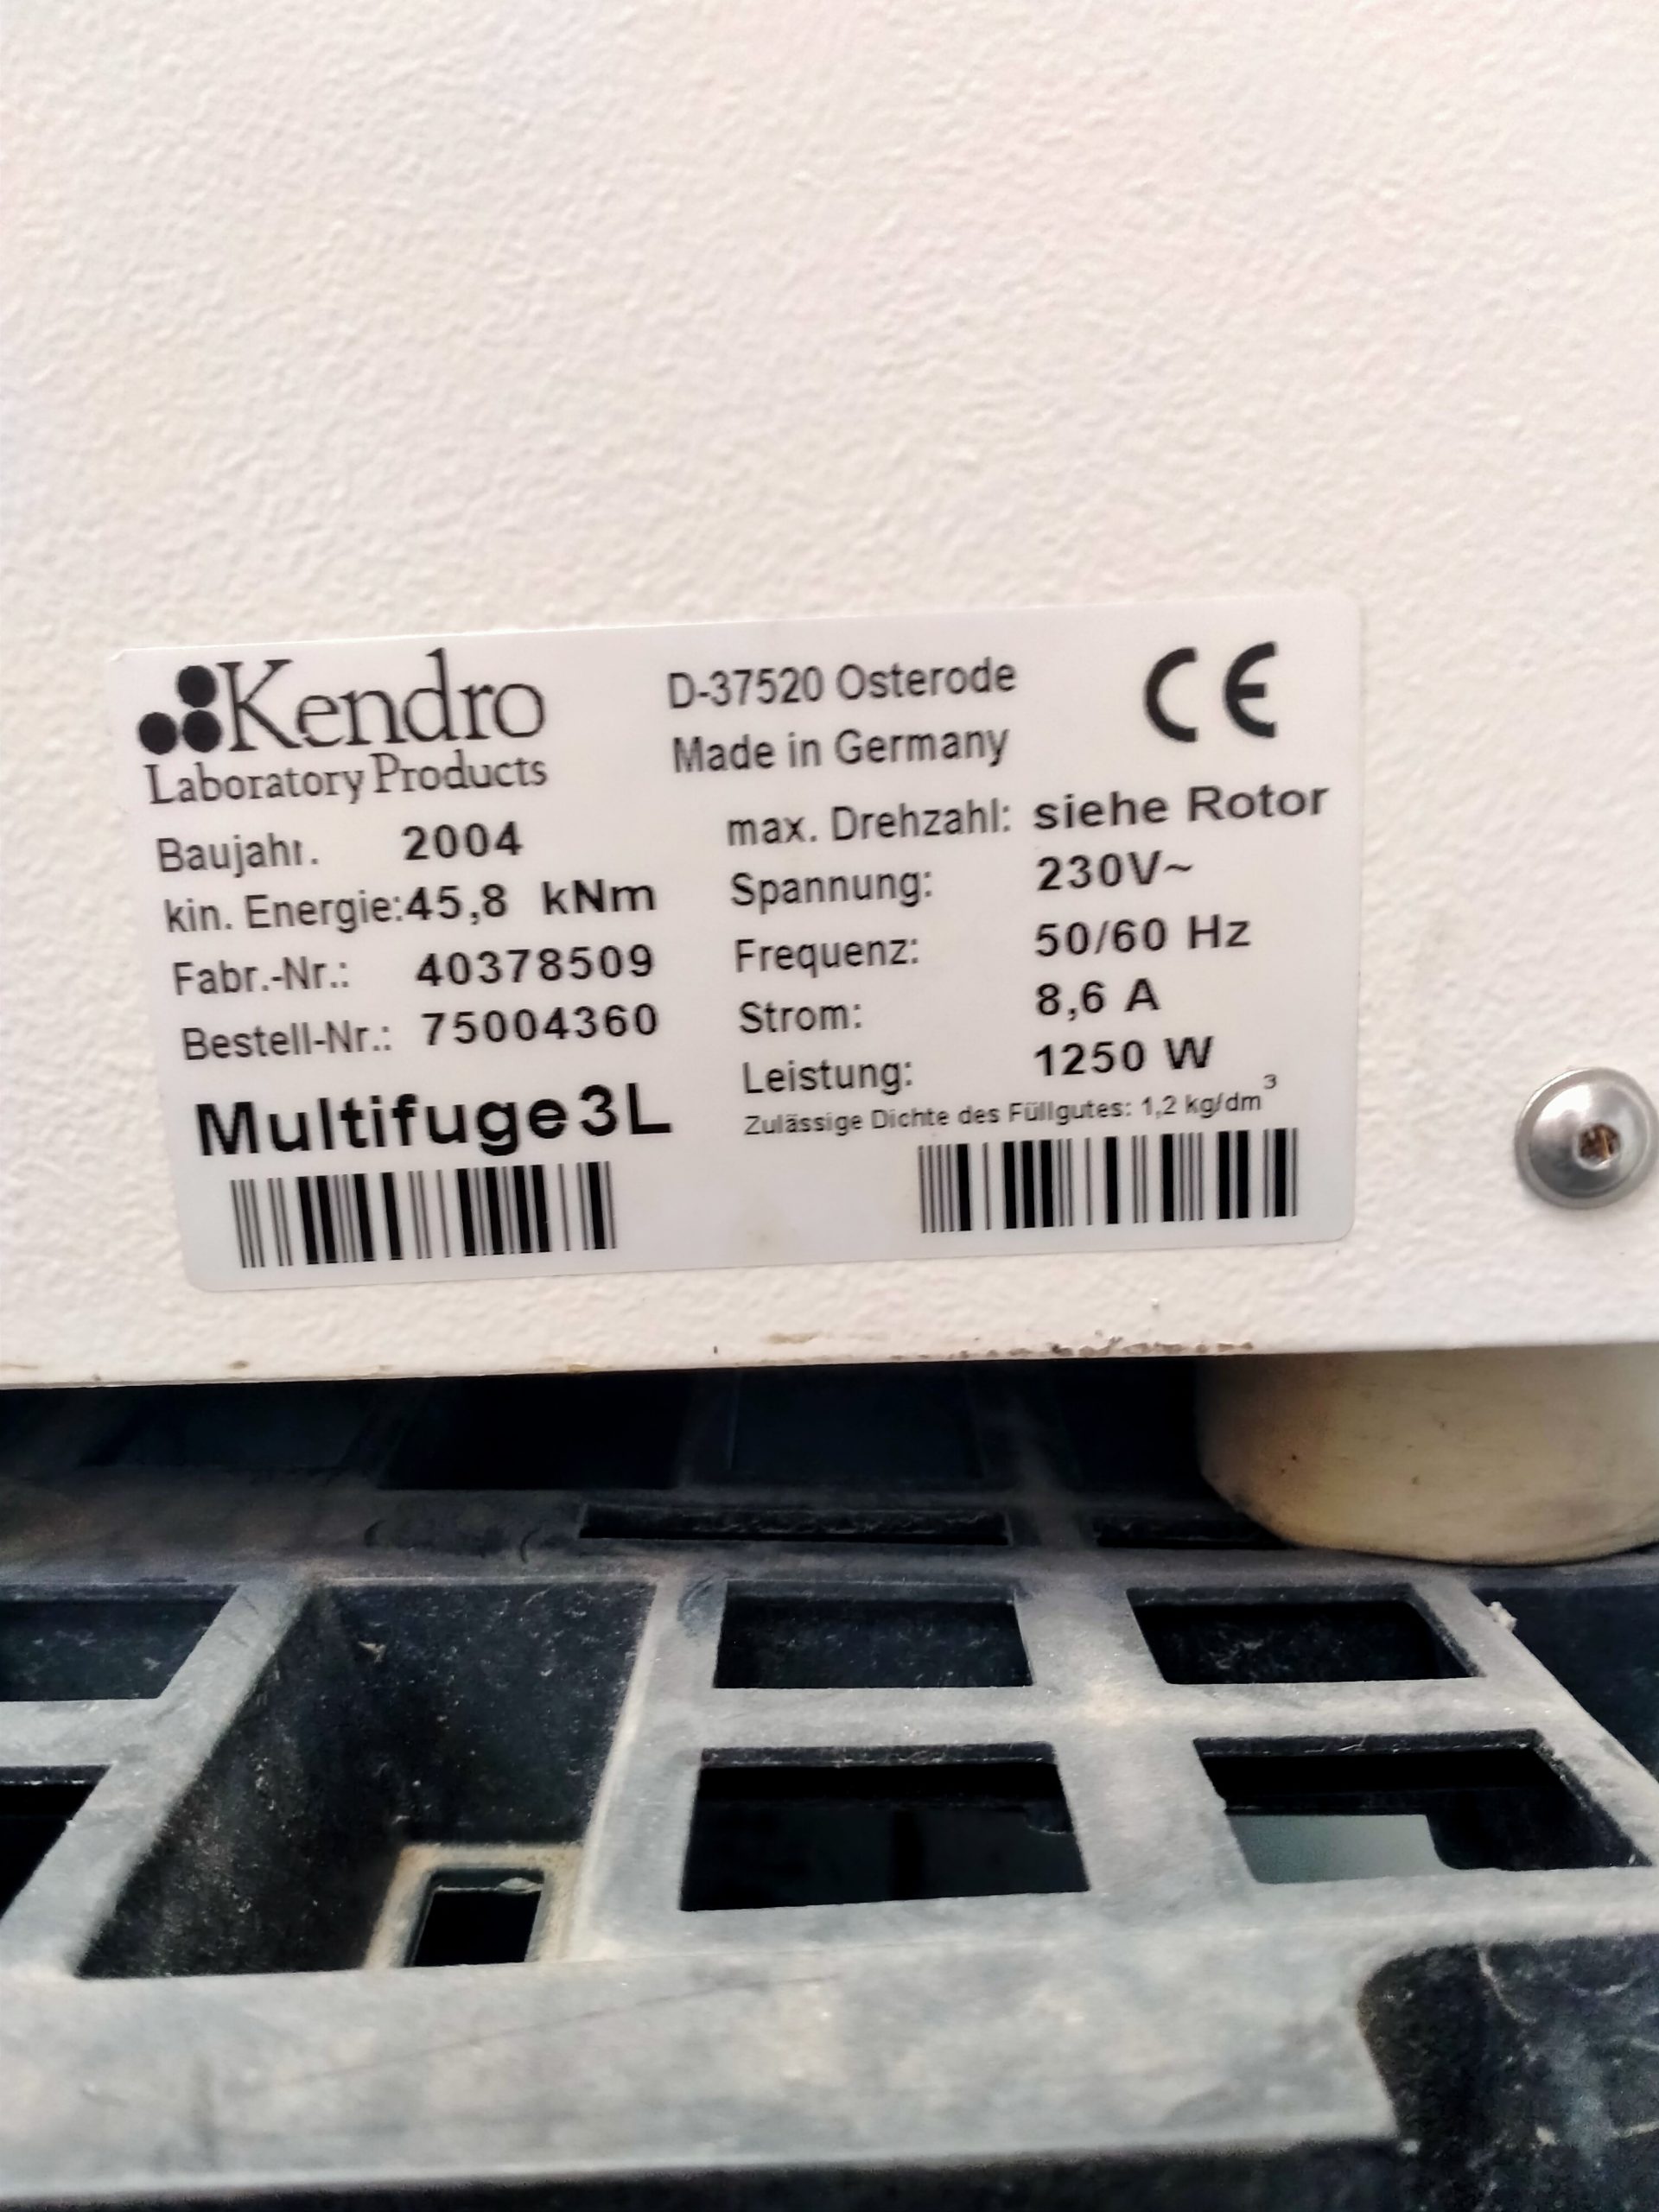 Kendro
Laboratory Products
D-37520 Osterode
Made in Germany
CE
Baujahr. 2004
kin. Energie:45,8 kNm
Fabr.-Nr.: 40378509
Bestell-Nr.: 75004360
Multifuge3L
max. Drehzahl: siehe Rotor
Spannung: 230V~
Frequenz: 50/60 Hz
Strom: 8,6 A
Leistung: 1250 W
Zulässige Dichte des Füllgutes: 1,2 kg/dm³